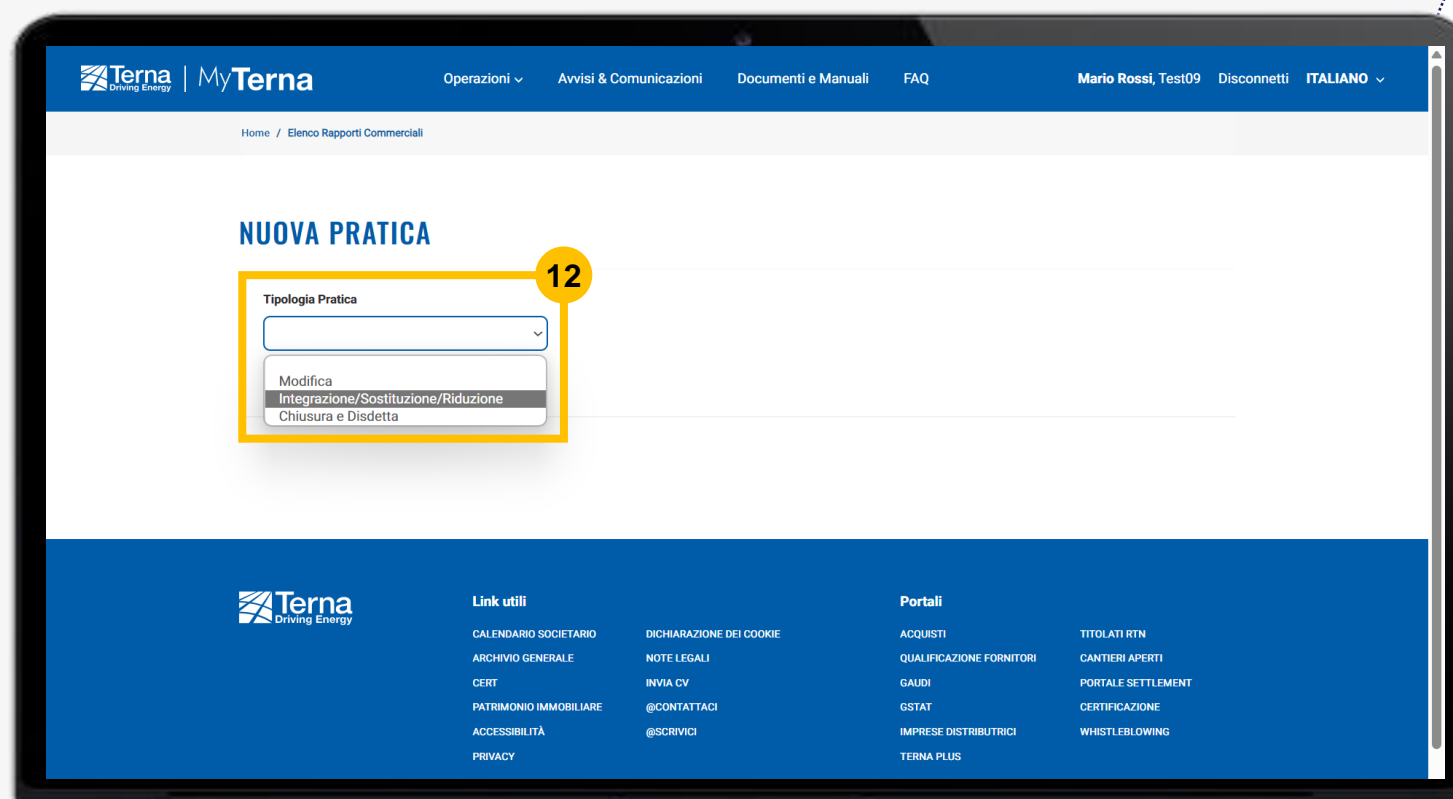 Terna Driving Energy | MyTerna Operazioni Avvisi & Comunicazioni Documenti e Manuali FAQ Mario Rossi, Test09 Disconnetti ITALIANO
Home / Elenco Rapporti Commerciali
NUOVA PRATICA
12
Tipologia Pratica
Modifica
Integrazione/Sostituzione/Riduzione
Chiusura e Disdetta
Terna
Driving Energy
Link utili
CALENDARIO SOCIETARIO
ARCHIVIO GENERALE
CERT
PATRIMONIO IMMOBILIARE
ACCESSIBILITÀ
PRIVACY
DICHIARAZIONE DEI COOKIE
NOTE LEGALI
INVIA CV
@CONTATTACI
@SCRIVICI
Portali
ACQUISTI
QUALIFICAZIONE FORNITORI
GAUDI
GSTAT
IMPRESE DISTRIBUTRICI
TERNA PLUS
TITOLATI RTN
CANTIERI APERTI
PORTALE SETTLEMENT
CERTIFICAZIONE
WHISTLEBLOWING